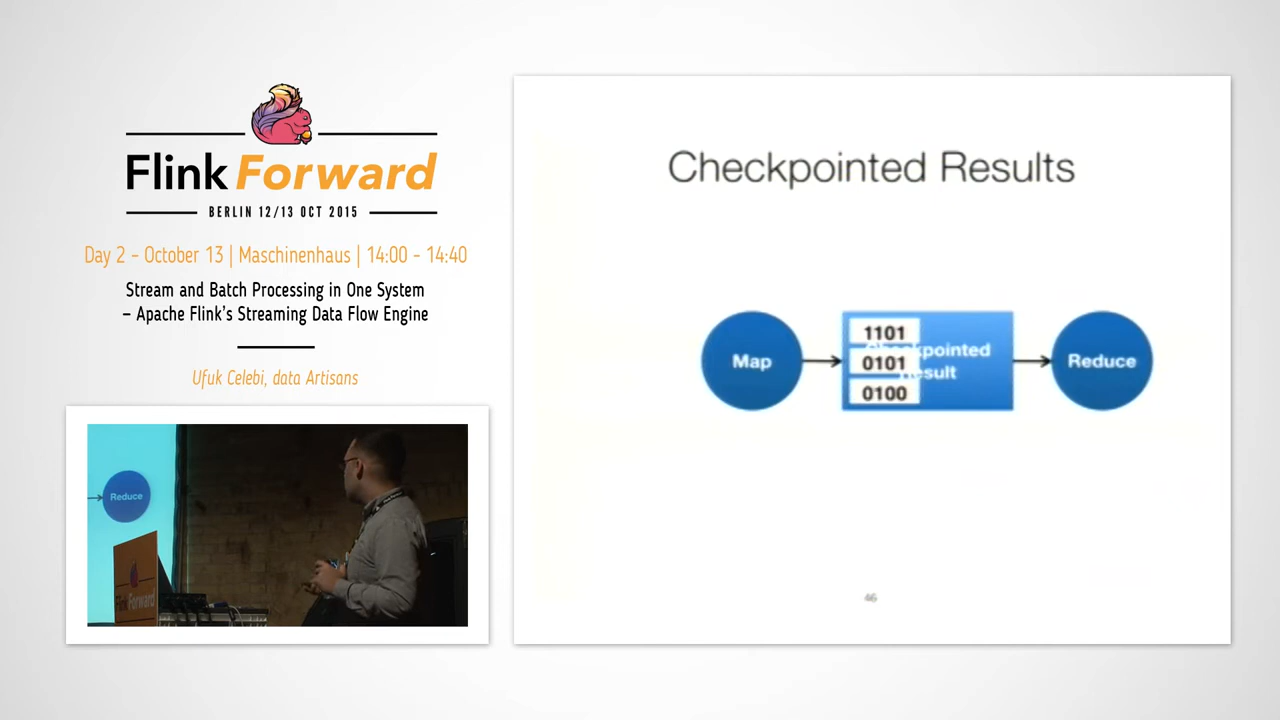 Flink Forward
BERLIN 12/13 OCT 2015
Day 2 - October 13 | Maschinenhaus | 14:00 - 14:40
Stream and Batch Processing in One System
– Apache Flink's Streaming Data Flow Engine
Ufuk Celebi, data Artisans
Reduce
Flink Forward
Checkpointed Results
Map
1101
0101
0100
Checkpointed
Result
Reduce
46